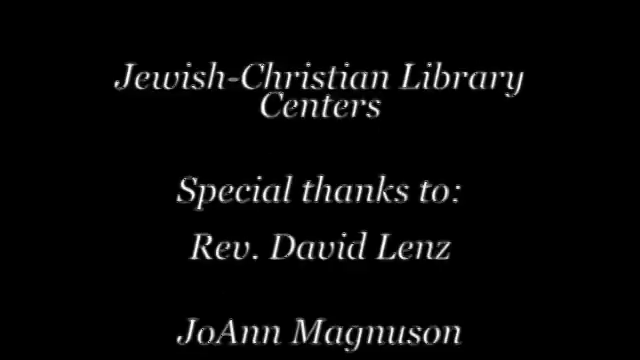 Jewish-Christian Library
Centers
Special thanks to:
Rev. David Lenz
JoAnn Magnuson